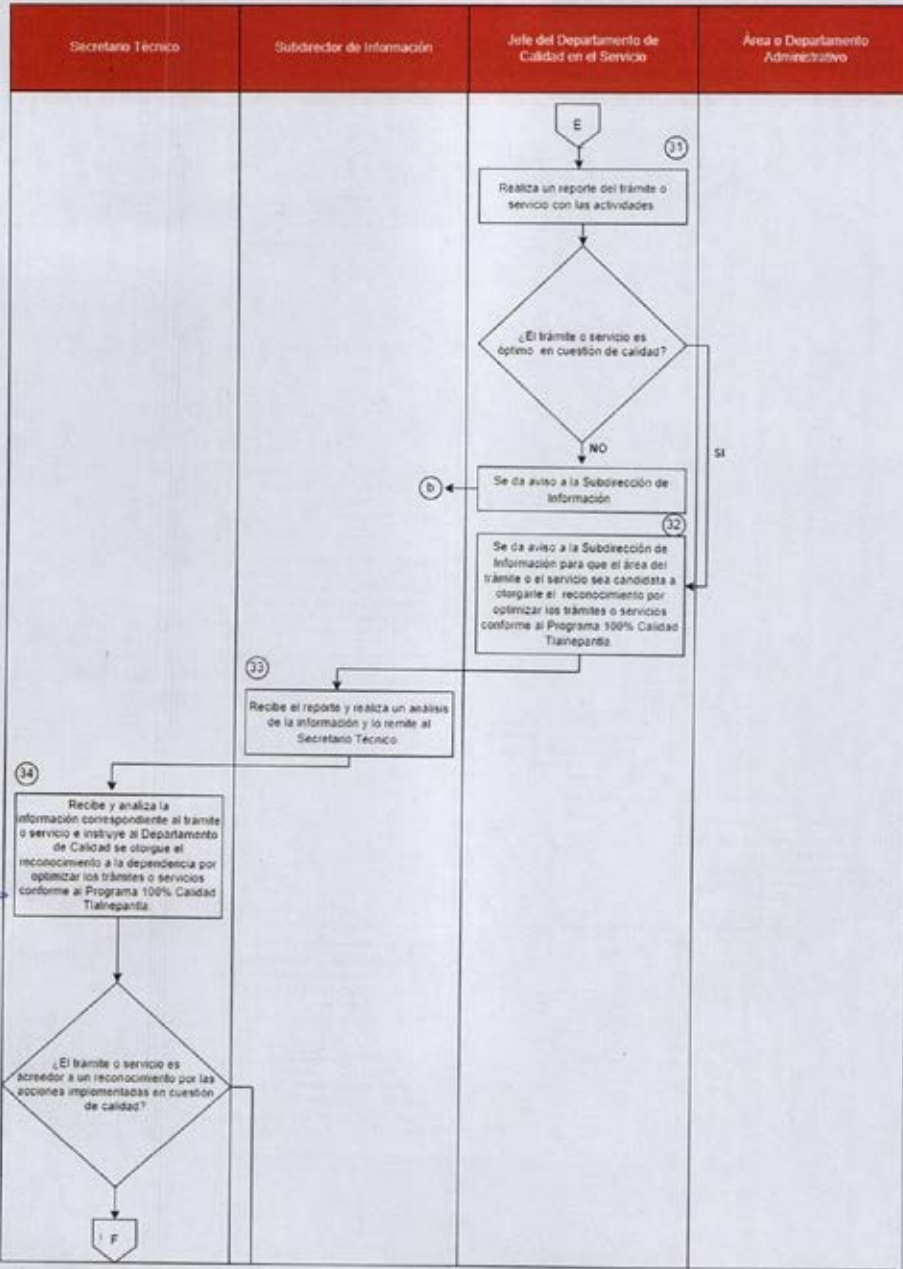 Secretario Técnico
Subdirector de Información
Jefe del Departamento de
Calidad en el Servicio
Área o Departamento
Administrativo
E
31
Realiza un reporte del trámite o
servicio con las actividades
¿El trámite o servicio es
óptimo en cuestión de calidad?
NO
SI
Se da aviso a la Subdirección de
Información
b
32
Se da aviso a la Subdirección de
Información para que el área del
trámite o el servicio sea candidata a
otorgarle el reconocimiento por
optimizar los trámites o servicios
conforme al Programa 100% Calidad
Tlalnepantla.
33
Recibe el reporte y realiza un análisis
de la información y lo remite al
Secretario Técnico
34
Recibe y analiza la
información correspondiente al trámite
o servicio e instruye al Departamento
de Calidad se otorgue el
reconocimiento a la dependencia por
optimizar los trámites o servicios
conforme al Programa 100% Calidad
Tlalnepantla.
¿El trámite o servicio es
acreedor a un reconocimiento por las
acciones implementadas en cuestión
de calidad?
F